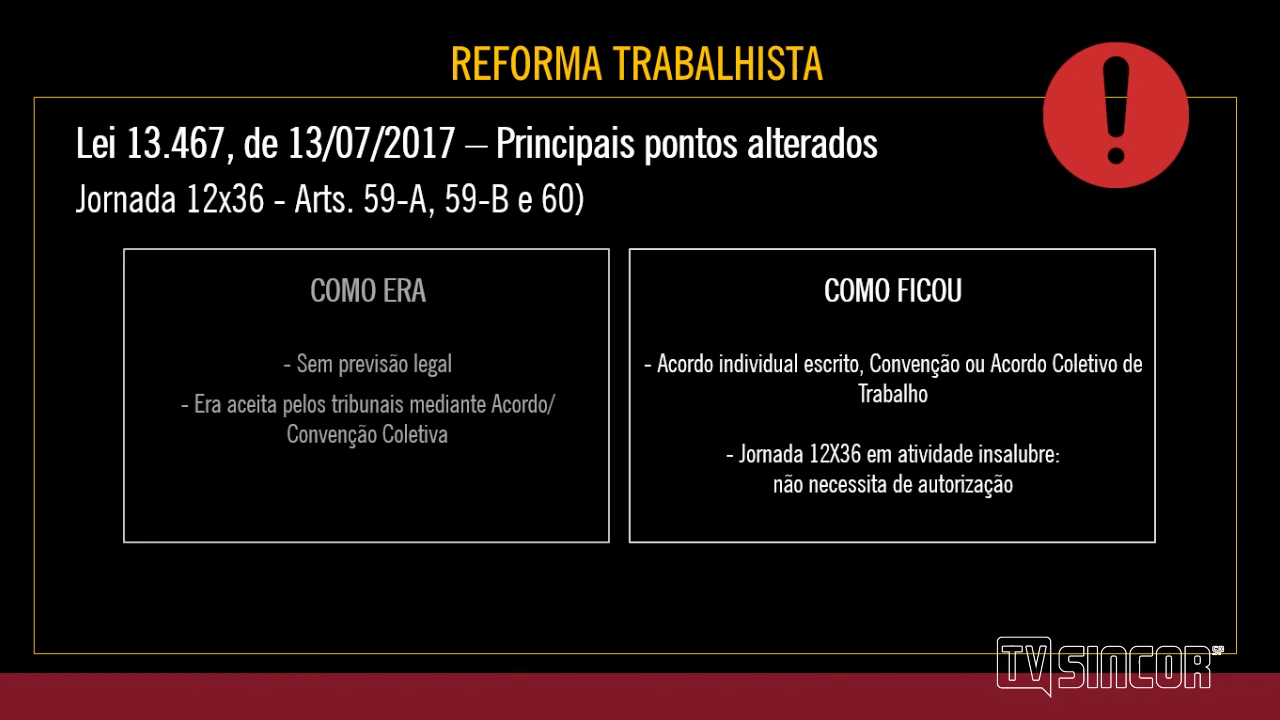 REFORMA TRABALHISTA
Lei 13.467, de 13/07/2017 – Principais pontos alterados
Jornada 12x36 - Arts. 59-A, 59-B e 60)
COMO ERA
- Sem previsão legal
- Era aceita pelos tribunais mediante Acordo/
Convenção Coletiva
COMO FICOU
- Acordo individual escrito, Convenção ou Acordo Coletivo de
Trabalho
- Jornada 12X36 em atividade insalubre:
não necessita de autorização
TV SINCOR SP